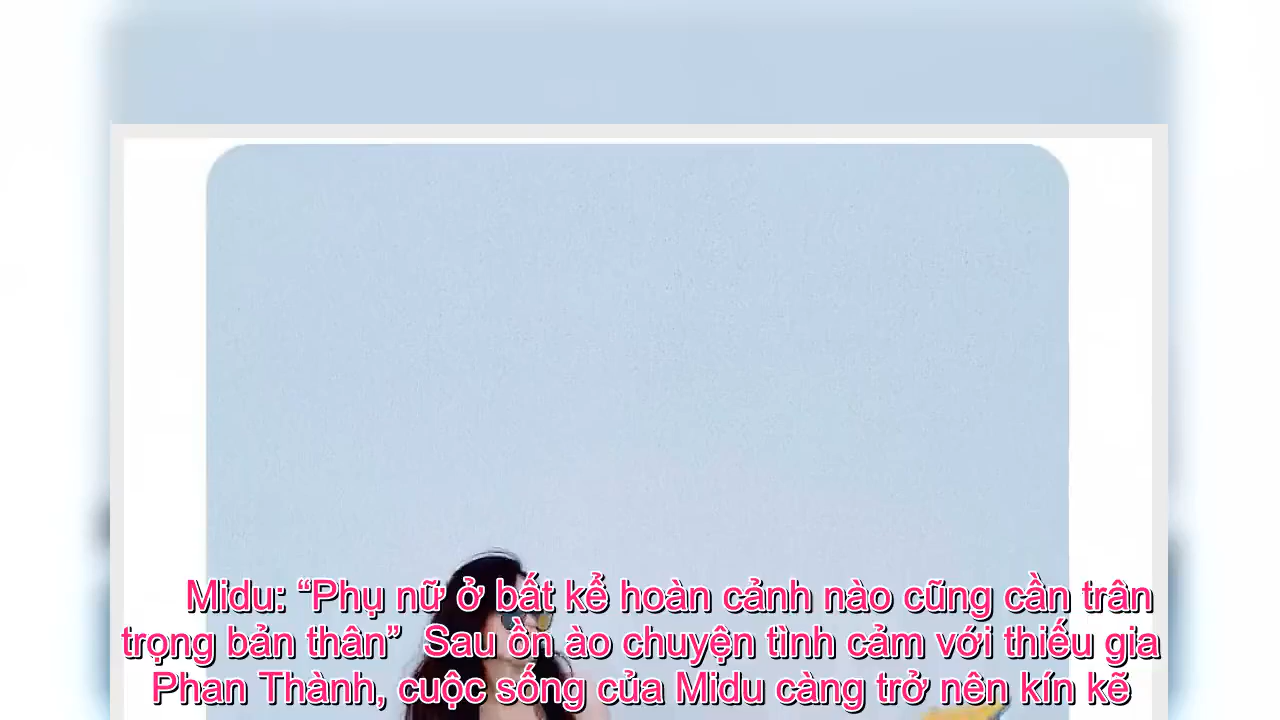 Midu: “Phụ nữ ở bất kể hoàn cảnh nào cũng cần trân
trọng bản thân”  Sau ồn ào chuyện tình cảm với thiếu gia
Phan Thành, cuộc sống của Midu càng trở nên kín kẽ